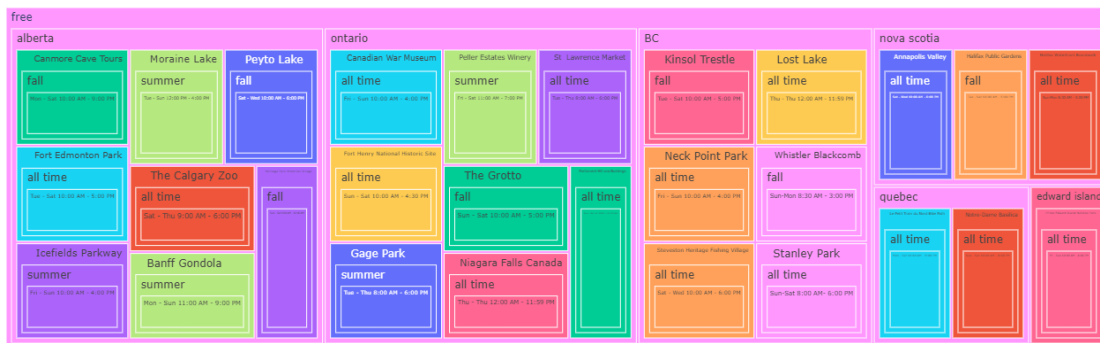 free
alberta
Canmore Cave Tours
fall
Mon - Sat 10:00 AM - 9:00 PM
Moraine Lake
summer
Tue - Sun 12:00 PM - 4:00 PM
Peyto Lake
fall
Sat - Wed 10:00 AM - 6:00 PM
Fort Edmonton Park
all time
Tue - Sat 10:00 AM - 5:00 PM
The Calgary Zoo
all time
Sat - Thu 9:00 AM - 6:00 PM
fall
Icefields Parkway
summer
Fri - Sun 10:00 AM - 4:00 PM
Banff Gondola
summer
Mon - Sun 11:00 AM - 9:00 PM
ontario
Canadian War Museum
all time
Fri - Sun 10:00 AM - 4:00 PM
Peller Estates Winery
summer
Fri - Sat 11:00 AM - 7:00 PM
St. Lawrence Market
all time
Tue - Thu 9:00 AM - 6:00 PM
Fort Henry National Historic Site
all time
Sun - Sat 10:00 AM - 4:30 PM
The Grotto
fall
Sun - Sat 10:00 AM - 5:00 PM
all time
Gage Park
summer
Tue - Thu 8:00 AM - 6:00 PM
Niagara Falls Canada
all time
Thu - Thu 12:00 AM - 11:59 PM
BC
Kinsol Trestle
fall
Tue - Sat 10:00 AM - 5:00 PM
Lost Lake
all time
Thu - Thu 12:00 AM - 11:59 PM
Neck Point Park
all time
Fri - Sun 10:00 AM - 4:00 PM
Whistler Blackcomb
fall
Sun-Mon 8:30 AM - 3:00 PM
Discovery Heritage Fishing Village
all time
Sat - Wed 10:00 AM - 6:00 PM
Stanley Park
all time
Sun-Sat 9:00 AM- 6:00 PM
nova scotia
Annapolis Valley
all time
Halifax Public Gardens
fall
all time
quebec
all time
Notre-Dame Basilica
all time
edward island
all time